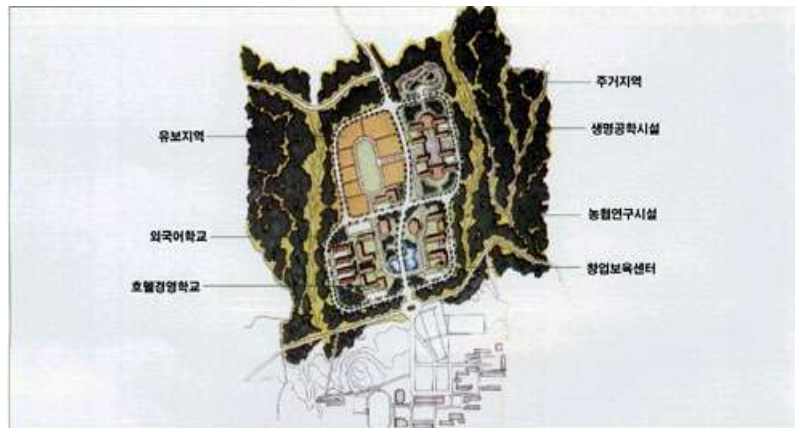 주거지역
생명공학시설
유보지역
농협연구시설
외국어학교
창업보육센터
호텔경영학교